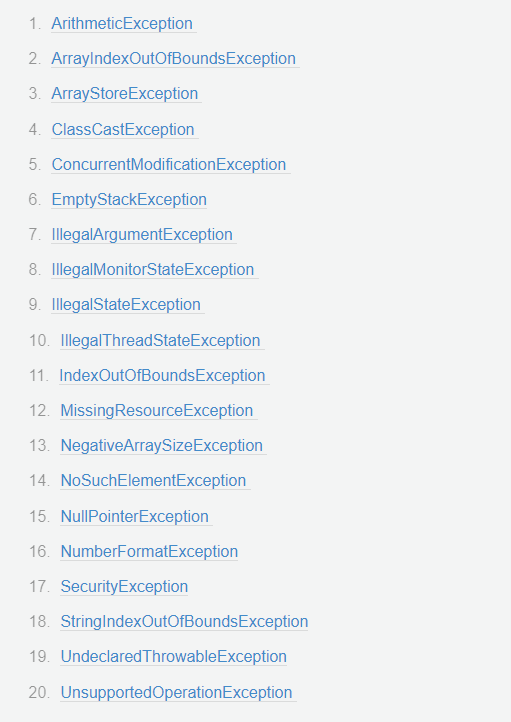 1. ArithmeticException
2. ArrayIndexOutOfBoundsException
3. ArrayStoreException
4. ClassCastException
5. ConcurrentModificationException
6. EmptyStackException
7. IllegalArgumentException
8. IllegalMonitorStateException
9. IllegalStateException
10. IllegalThreadStateException
11. IndexOutOfBoundsException
12. MissingResourceException
13. NegativeArraySizeException
14. NoSuchElementException
15. NullPointerException
16. NumberFormatException
17. SecurityException
18. StringIndexOutOfBoundsException
19. UndeclaredThrowableException
20. UnsupportedOperationException